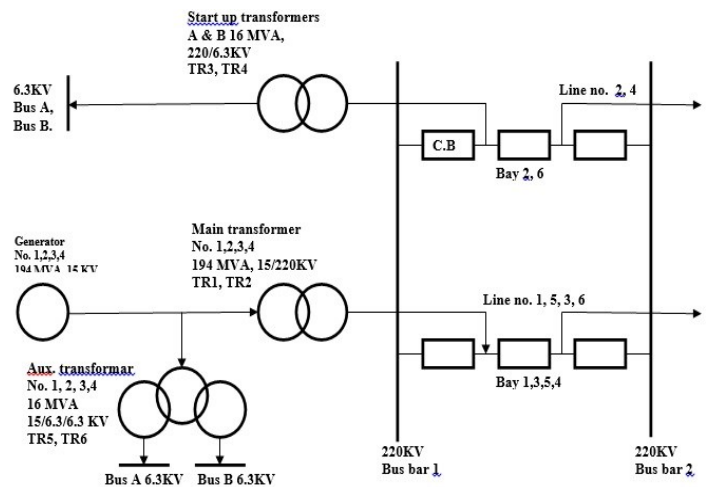 Start up transformers
A & B 16 MVA,
220/6.3KV
TR3, TR4
6.3KV
Bus A,
Bus B.
Line no. 2, 4
C.B
Bay 2, 6
Main transformer
No. 1,2,3,4
194 MVA, 15/220KV
TR1, TR2
Generator
No. 1,2,3,4
194 MVA 15 KV
Line no. 1, 5, 3, 6
Bay 1,3,5,4
Aux. transformar
No. 1, 2, 3,4
16 MVA
15/6.3/6.3 KV
TR5, TR6
Bus A 6.3KV
Bus B 6.3KV
220KV
Bus bar 1
220KV
Bus bar 2